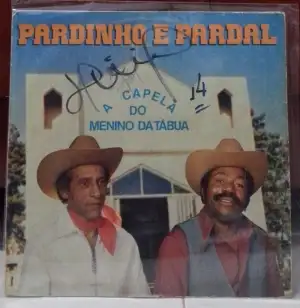 PARDINHO E PARDAL
14
A CAPELA
DO
MENINO DA TÁBUA